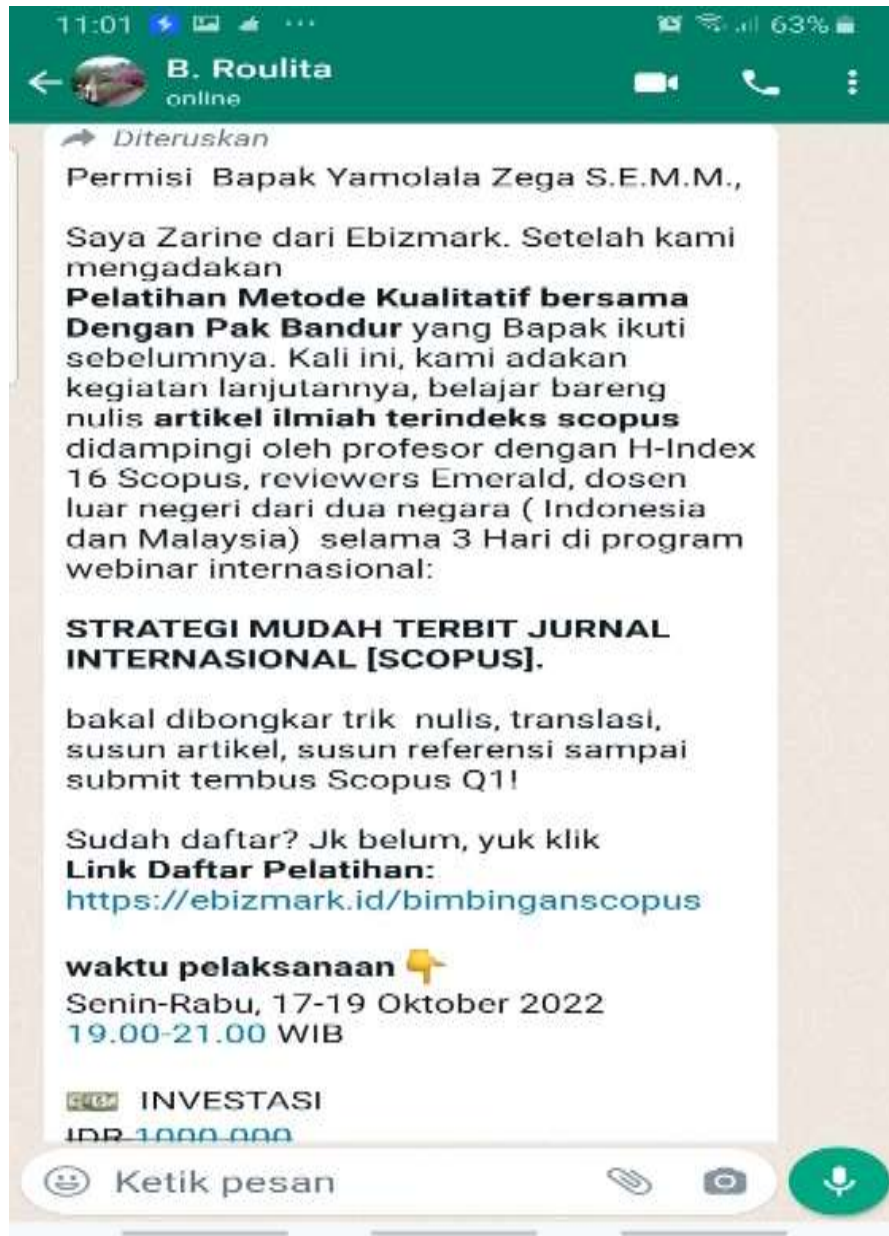 11:01 63%
B. Roulita
online
Diteruskan
Permisi Bapak Yamolala Zega S.E.M.M.,
Saya Zarine dari Ebizmark. Setelah kami
mengadakan
Pelatihan Metode Kualitatif bersama
Dengan Pak Bandur yang Bapak ikuti
sebelumnya. Kali ini, kami adakan
kegiatan lanjutannya, belajar bareng
nulis artikel ilmiah terindeks scopus
didampingi oleh profesor dengan H-Index
16 Scopus, reviewers Emerald, dosen
luar negeri dari dua negara ( Indonesia
dan Malaysia) selama 3 Hari di program
webinar internasional:
STRATEGI MUDAH TERBIT JURNAL
INTERNASIONAL [SCOPUS].
bakal dibongkar trik nulis, translasi,
susun artikel, susun referensi sampai
submit tembus Scopus Q1!
Sudah daftar? Jk belum, yuk klik
Link Daftar Pelatihan:
https://ebizmark.id/bimbinganscopus
waktu pelaksanaan 👇
Senin-Rabu, 17-19 Oktober 2022
19.00-21.00 WIB
💵 INVESTASI
IDR 1000.000
Ketik pesan